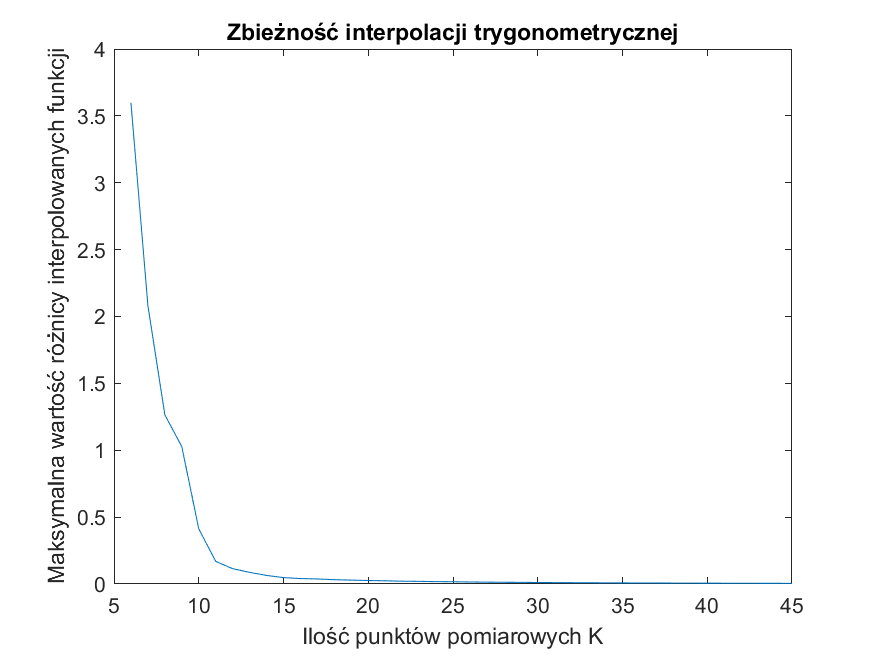 Zbieżność interpolacji trygonometrycznej
Maksymalna wartość różnicy interpolowanych funkcji
4
3.5
3
2.5
2
1.5
1
0.5
0
5 10 15 20 25 30 35 40 45
Ilość punktów pomiarowych K